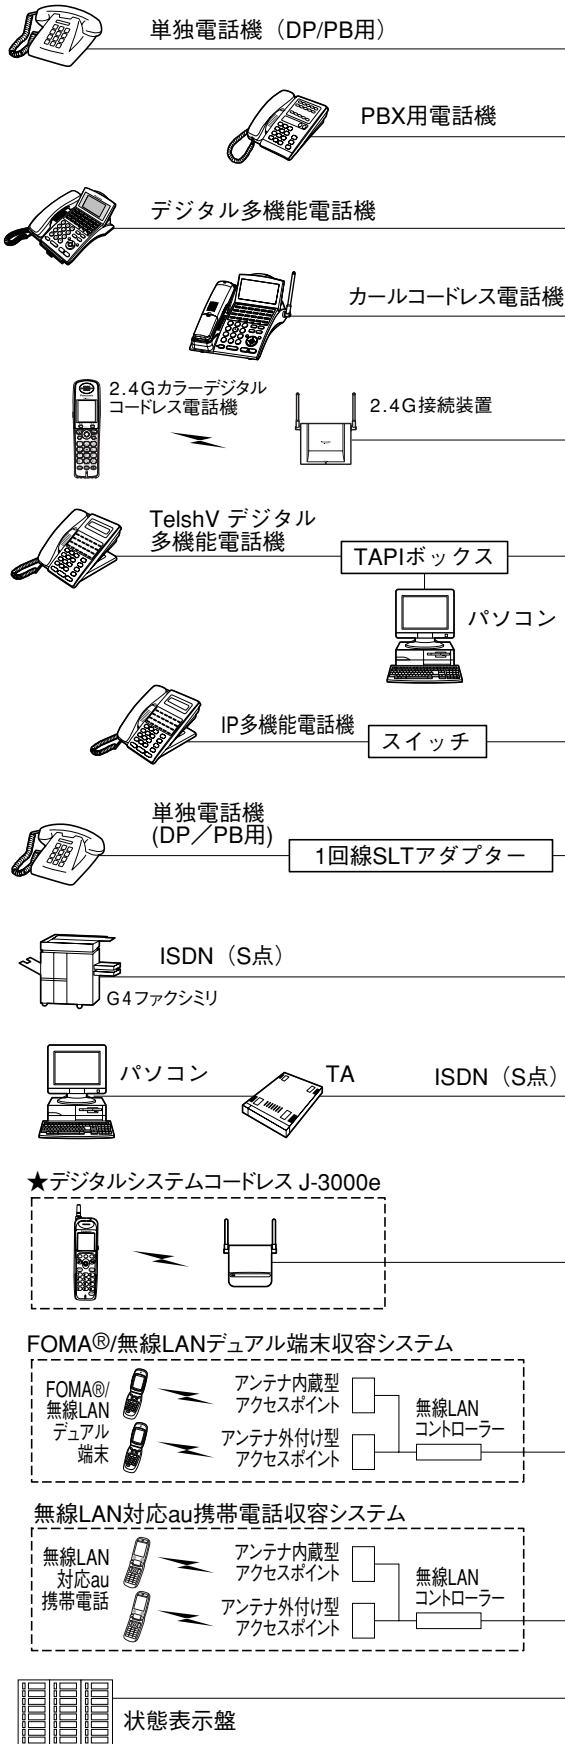 単独電話機（DP/PB用）
PBX用電話機
デジタル多機能電話機
カールコードレス電話機
2.4Gカラーデジタル
コードレス電話機
2.4G接続装置
TelshV デジタル
多機能電話機
TAPIボックス
パソコン
IP多機能電話機
スイッチ
単独電話機
(DP／PB用)
1回線SLTアダプター
ISDN（S点）
G4ファクシミリ
パソコン
TA
ISDN（S点）
★デジタルシステムコードレス J-3000e
FOMA®/無線LANデュアル端末収容システム
FOMA®/
無線LAN
デュアル
端末
アンテナ内蔵型
アクセスポイント
アンテナ外付け型
アクセスポイント
無線LAN
コントローラー
無線LAN対応au携帯電話収容システム
無線LAN
対応au
携帯電話
アンテナ内蔵型
アクセスポイント
アンテナ外付け型
アクセスポイント
無線LAN
コントローラー
状態表示盤